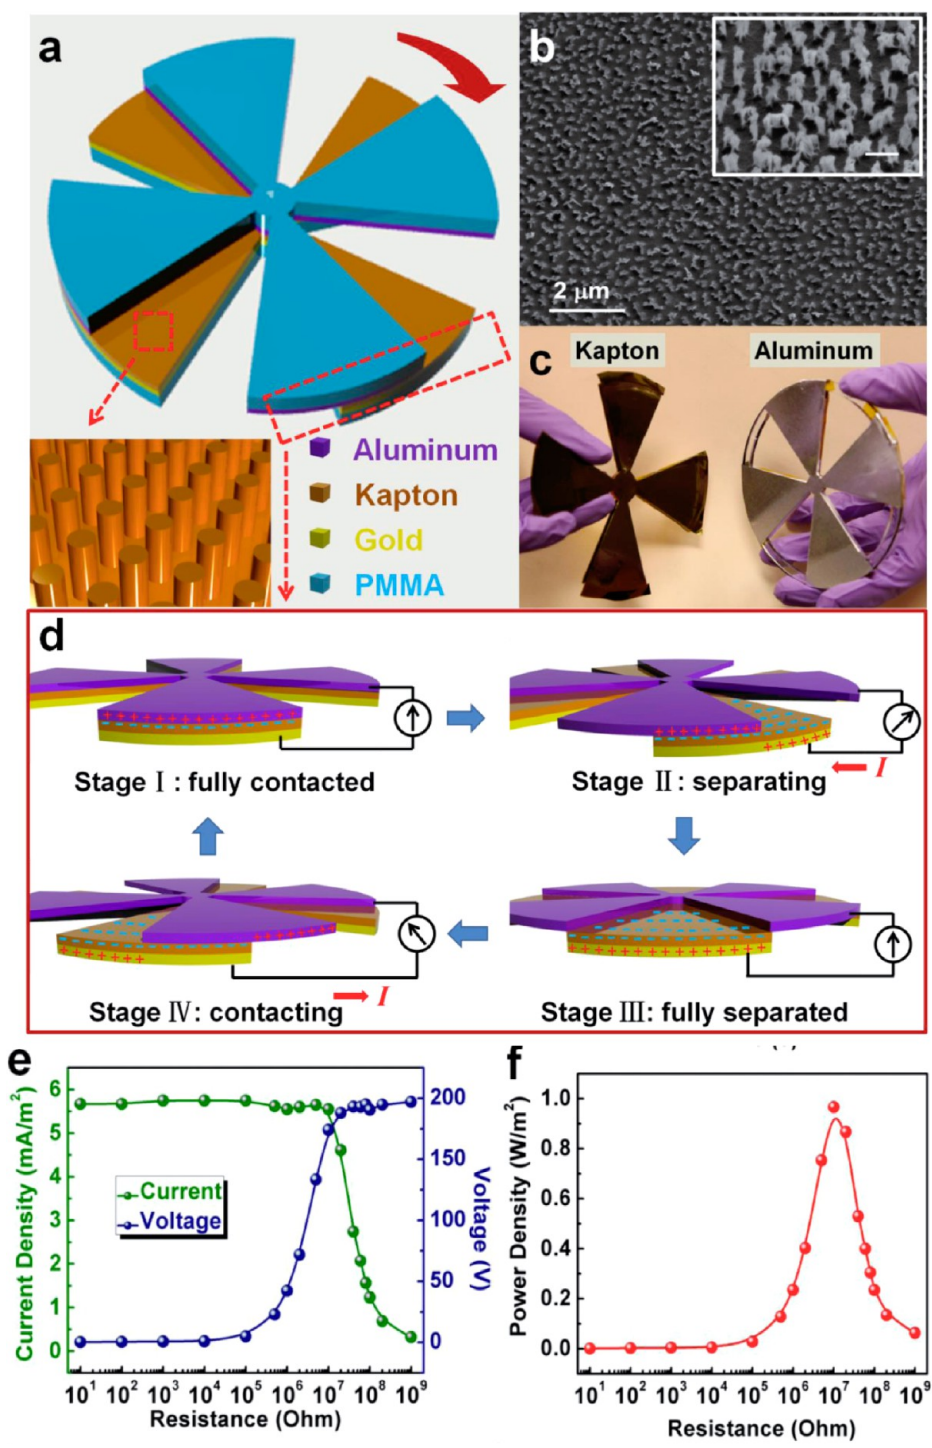 a
b
2 μm
c
Kapton
Aluminum
Aluminum
Kapton
Gold
PMMA
d
Stage Ⅰ : fully contacted
Stage Ⅱ : separating
I
Stage Ⅳ: contacting
I
Stage Ⅲ: fully separated
e
Current Density (mA/m²)
6
5
4
3
2
1
0
Current
Voltage
200
150
100
50
0
Voltage (V)
10¹ 10² 10³ 10⁴ 10⁵ 10⁶ 10⁷ 10⁸ 10⁹
Resistance (Ohm)
f
Power Density (W/m²)
1.0
0.8
0.6
0.4
0.2
0.0
10¹ 10² 10³ 10⁴ 10⁵ 10⁶ 10⁷ 10⁸ 10⁹
Resistance (Ohm)